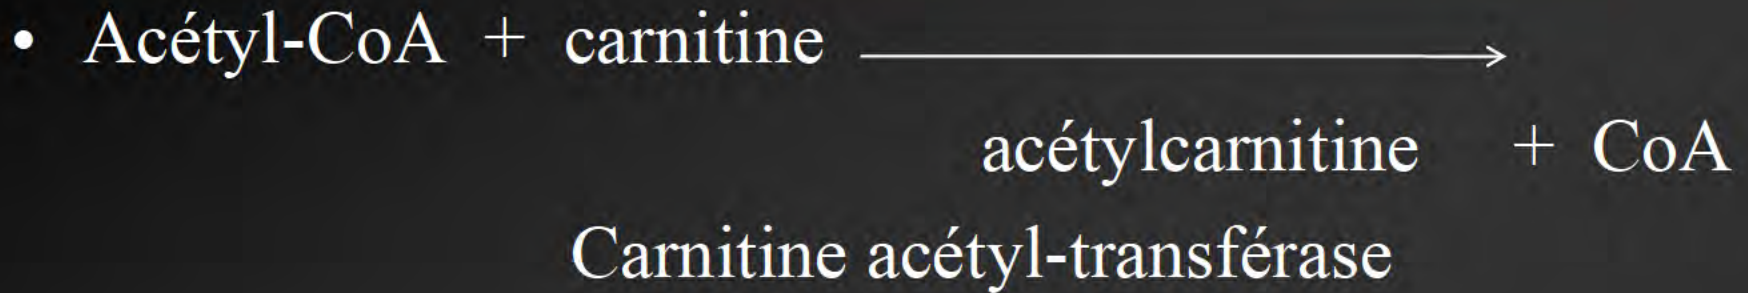 • Acétyl-CoA + carnitine ⟶
acétylcarnitine + CoA
Carnitine acétyl-transférase